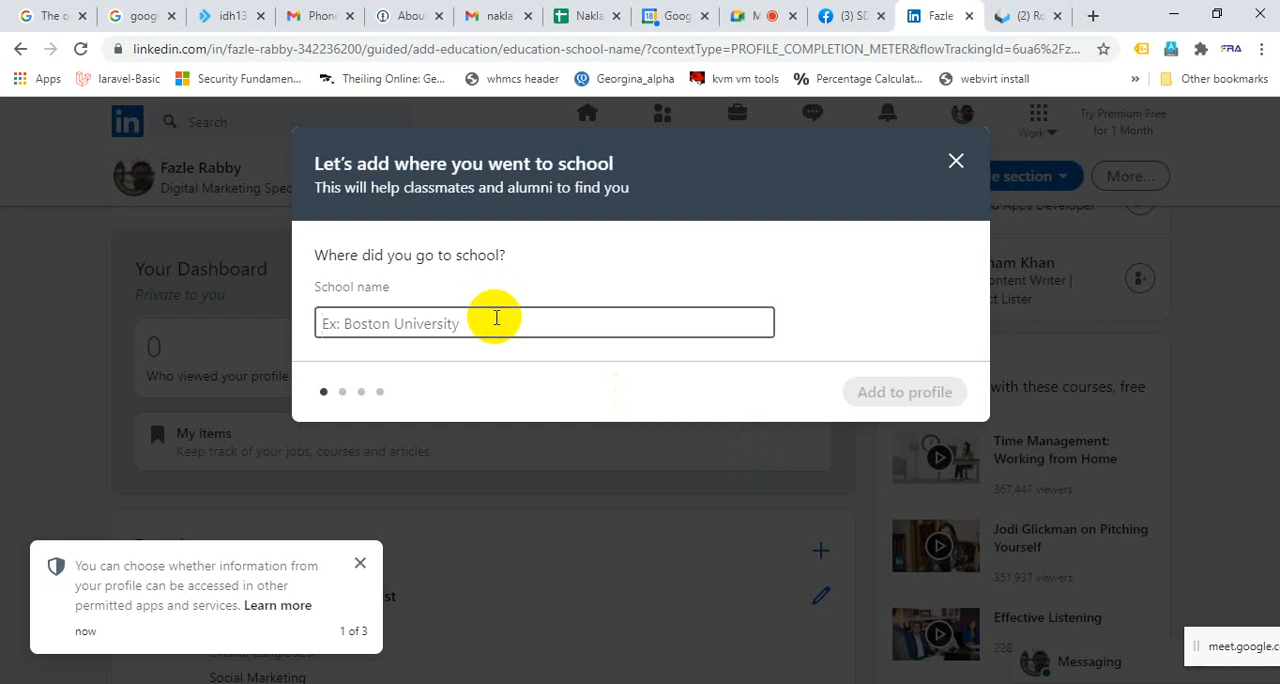 The o
goog
idh13
Phone
Abou
nakla
Nakla
Goog
M
(3) SD
Fazle
(2) Ro
linkedin.com/in/fazle-rabby-342236200/guided/add-education/education-school-name/?contextType=PROFILE_COMPLETION_METER&flowTrackingId=6ua6%2Fz...
Apps
laravel-Basic
Security Fundamen...
Theiling Online: Ge...
whmcs header
Georgina_alpha
kvm vm tools
Percentage Calculat...
webvirt install
»
Other bookmarks
Search
Work
Try Premium Free
for 1 Month
Fazle Rabby
Digital Marketing Spec
e section
More...
Let's add where you went to school
This will help classmates and alumni to find you
Where did you go to school?
School name
Ex: Boston University
Add to profile
Your Dashboard
Private to you
0
Who viewed your profile
My items
Keep track of your jobs, courses and articles.
d Apps Developer
am Khan
ontent Writer |
ct Lister
with these courses, free
Time Management:
Working from Home
367,447 viewers
Jodi Glickman on Pitching
Yourself
351,937 viewers
Effective Listening
228
You can choose whether information from
your profile can be accessed in other
permitted apps and services. Learn more
now
1 of 3
st
Social Marketing
Messaging
meet.google.c